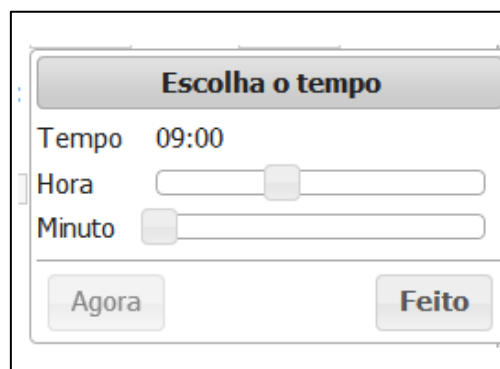 Escolha o tempo
Tempo 09:00
Hora
Minuto
Agora Feito